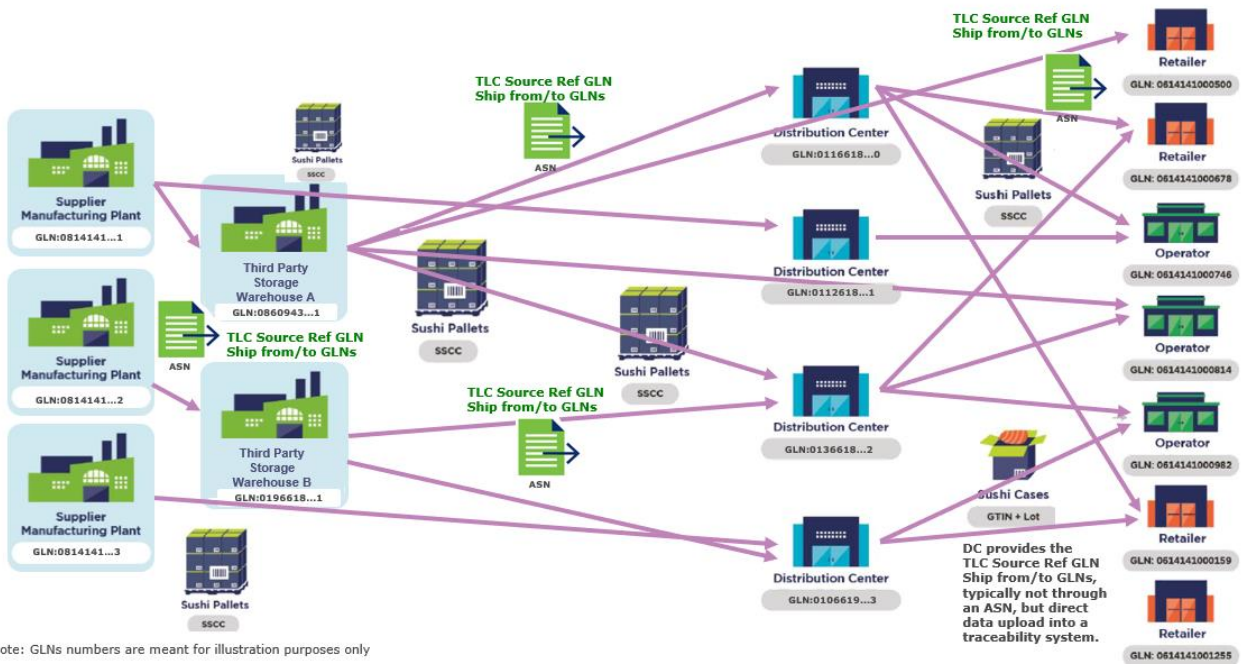 TLC Source Ref GLN
Ship from/to GLNs
TLC Source Ref GLN
Ship from/to GLNs
ASN
Sushi Pallets
SSCC
ASN
Retailer
GLN: 0614141000500
Distribution Center
GLN:0116618...0
Retailer
GLN: 0614141000678
Sushi Pallets
SSCC
Supplier
Manufacturing Plant
GLN:0814141...1
Third Party
Storage
Warehouse A
GLN:0860943...1
Distribution Center
GLN:0112618...1
Operator
GLN: 0614141000746
Sushi Pallets
SSCC
Sushi Pallets
SSCC
Operator
GLN: 0614141000814
Supplier
Manufacturing Plant
GLN:0814141...2
ASN
TLC Source Ref GLN
Ship from/to GLNs
TLC Source Ref GLN
Ship from/to GLNs
ASN
Third Party
Storage
Warehouse B
GLN:0196618...1
Distribution Center
GLN:0136618...2
Operator
GLN: 0614141000982
Sushi Cases
GTIN + Lot
Supplier
Manufacturing Plant
GLN:0814141...3
Sushi Pallets
SSCC
Distribution Center
GLN:0106619...3
DC provides the
TLC Source Ref GLN
Ship from/to GLNs,
typically not through
an ASN, but direct
data upload into a
traceability system.
Retailer
GLN: 0614141000159
Retailer
GLN: 0614141001255
ote: GLNs numbers are meant for illustration purposes only